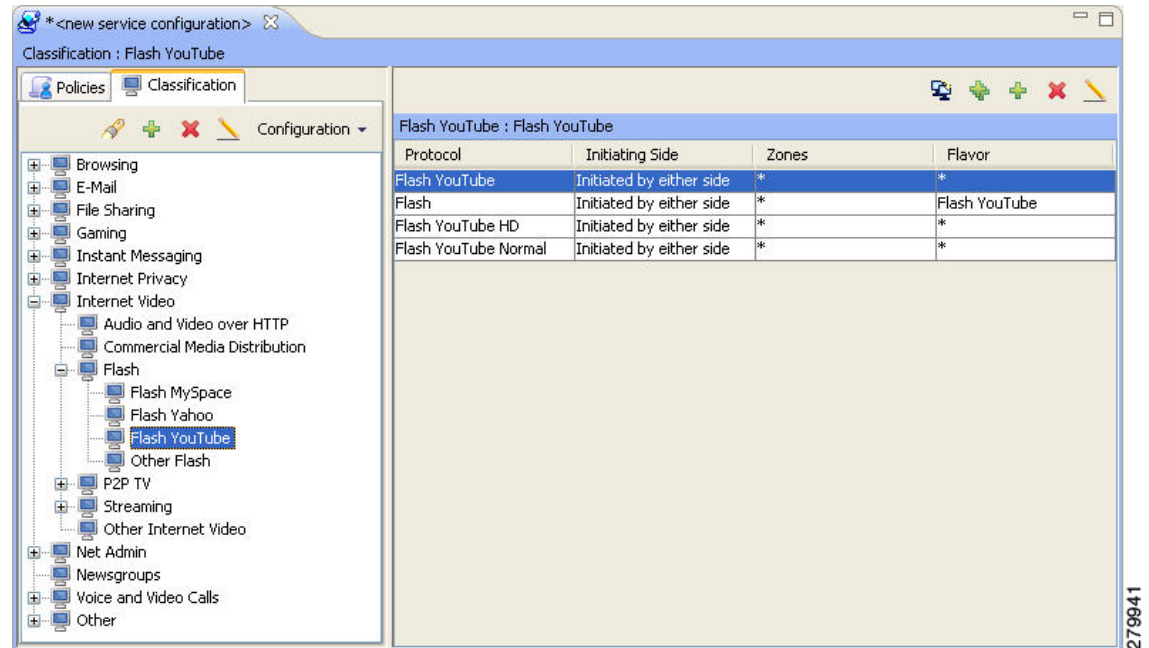 *<new service configuration>
Classification : Flash YouTube
Policies
Classification
Configuration
Browsing
E-Mail
File Sharing
Gaming
Instant Messaging
Internet Privacy
Internet Video
Audio and Video over HTTP
Commercial Media Distribution
Flash
Flash MySpace
Flash Yahoo
Flash YouTube
Other Flash
P2P TV
Streaming
Other Internet Video
Net Admin
Newsgroups
Voice and Video Calls
Other
Flash YouTube : Flash YouTube
Protocol Initiating Side Zones Flavor
Flash YouTube Initiated by either side * *
Flash Initiated by either side * Flash YouTube
Flash YouTube HD Initiated by either side * *
Flash YouTube Normal Initiated by either side * *
279941